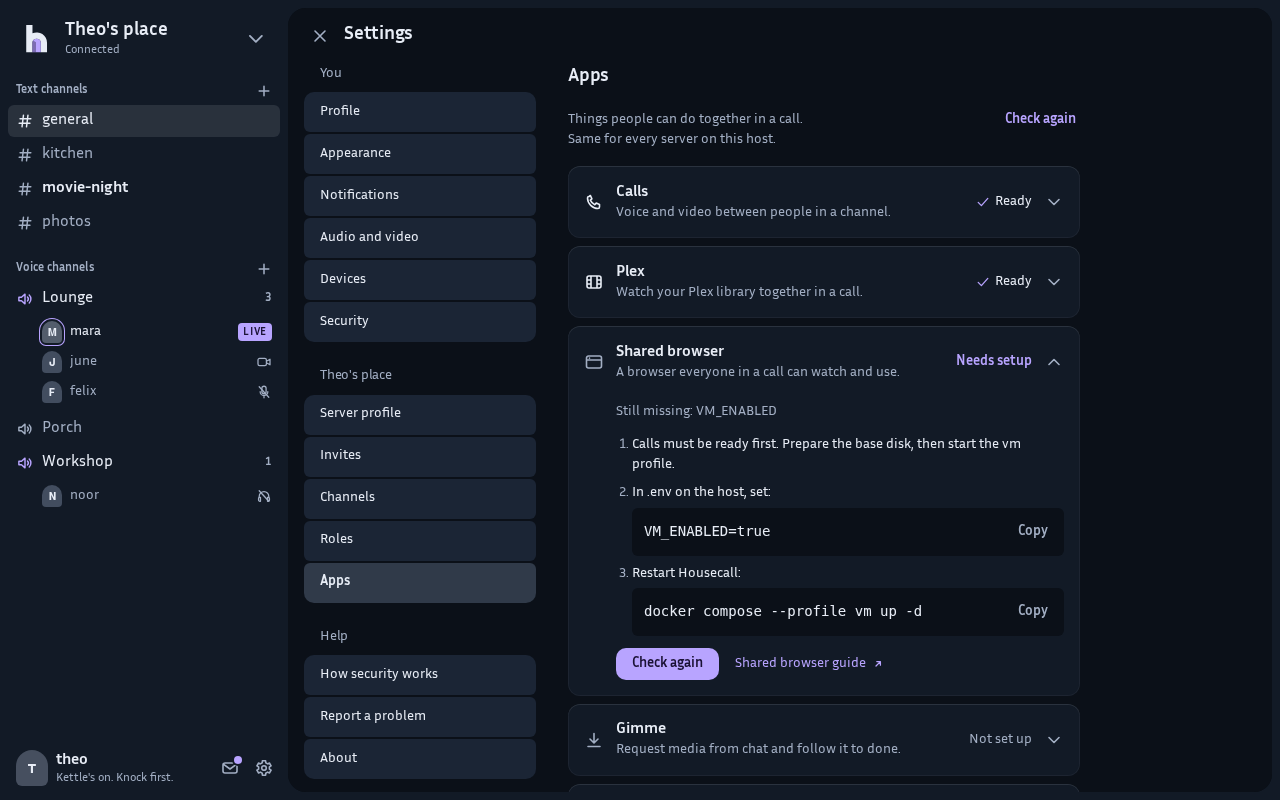 Theo's place
Connected
Text channels
general
kitchen
movie-night
photos
Voice channels
Lounge
3
M
mara
LIVE
J
june
F
felix
Porch
Workshop
1
N
noor
T
theo
Kettle's on. Knock first.
Settings
You
Profile
Appearance
Notifications
Audio and video
Devices
Security
Theo's place
Server profile
Invites
Channels
Roles
Apps
Help
How security works
Report a problem
About
Apps
Things people can do together in a call.
Same for every server on this host.
Check again
Calls
Voice and video between people in a channel.
Ready
Plex
Watch your Plex library together in a call.
Ready
Shared browser
A browser everyone in a call can watch and use.
Needs setup
Still missing: VM_ENABLED
1. Calls must be ready first. Prepare the base disk, then start the vm
profile.
2. In .env on the host, set:
VM_ENABLED=true
Copy
3. Restart Housecall:
docker compose --profile vm up -d
Copy
Check again
Shared browser guide
Gimme
Request media from chat and follow it to done.
Not set up